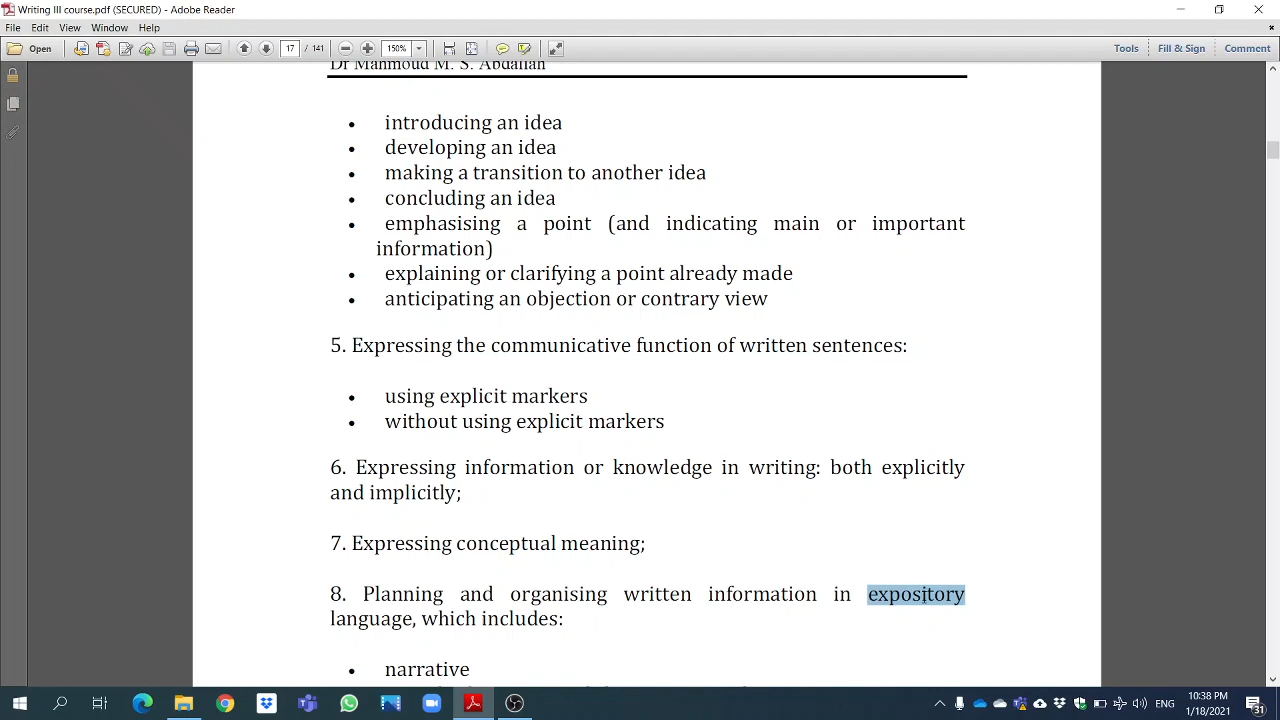 Writing III course.pdf (SECURED) - Adobe Reader
File Edit View Window Help
Open 17 / 141 150% Tools Fill & Sign Comment
Dr Mahmoud M. S. Abdallah
• introducing an idea
• developing an idea
• making a transition to another idea
• concluding an idea
• emphasising a point (and indicating main or important
information)
• explaining or clarifying a point already made
• anticipating an objection or contrary view
5. Expressing the communicative function of written sentences:
• using explicit markers
• without using explicit markers
6. Expressing information or knowledge in writing: both explicitly
and implicitly;
7. Expressing conceptual meaning;
8. Planning and organising written information in expository
language, which includes:
• narrative
ENG
10:38 PM
1/18/2021
31